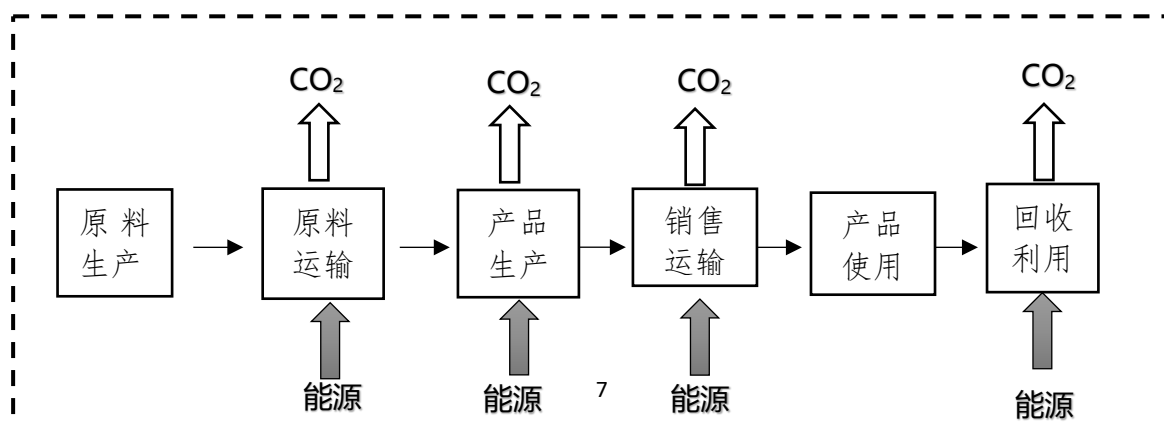 CO₂
CO₂
CO₂
CO₂
原 料
生产
原料
运输
产品
生产
销售
运输
产品
使用
回收
利用
能源
能源
7
能源
能源